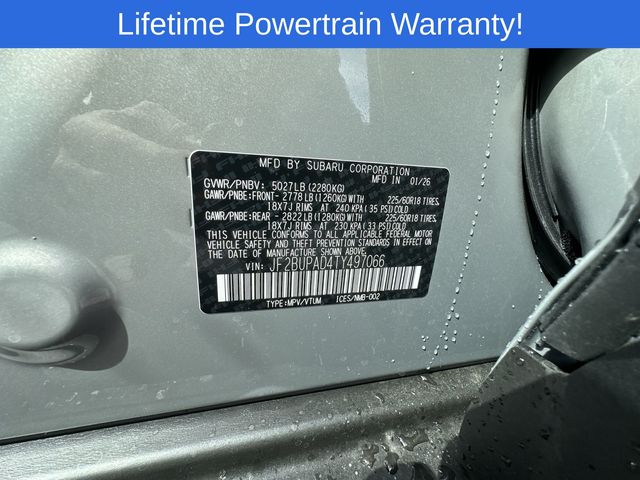 Lifetime Powertrain Warranty!
MFD BY SUBARU CORPORATION
MFD IN 01/26
GVWR/PNBV: 5027LB(2280KG)
GAWR/PNBE:FRONT- 2778LB(1260KG)WITH 225/60R18 TIRES,
18X7J RIMS AT 240 KPA(35 PSI)COLD
GAWR/PNBE:REAR - 2822LB(1280KG)WITH 225/60R18 TIRES,
18X7J RIMS AT 230 KPA(33 PSI)COLD
THIS VEHICLE CONFORMS TO ALL APPLICABLE FEDERAL MOTOR
VEHICLE SAFETY AND THEFT PREVENTION STANDARDS IN EFFECT ON
THE DATE OF MANUFACTURE SHOWN ABOVE.
VIN: JF2BUPAD4TY497066
TYPE:MPV/VTUM ICES/NMB-002